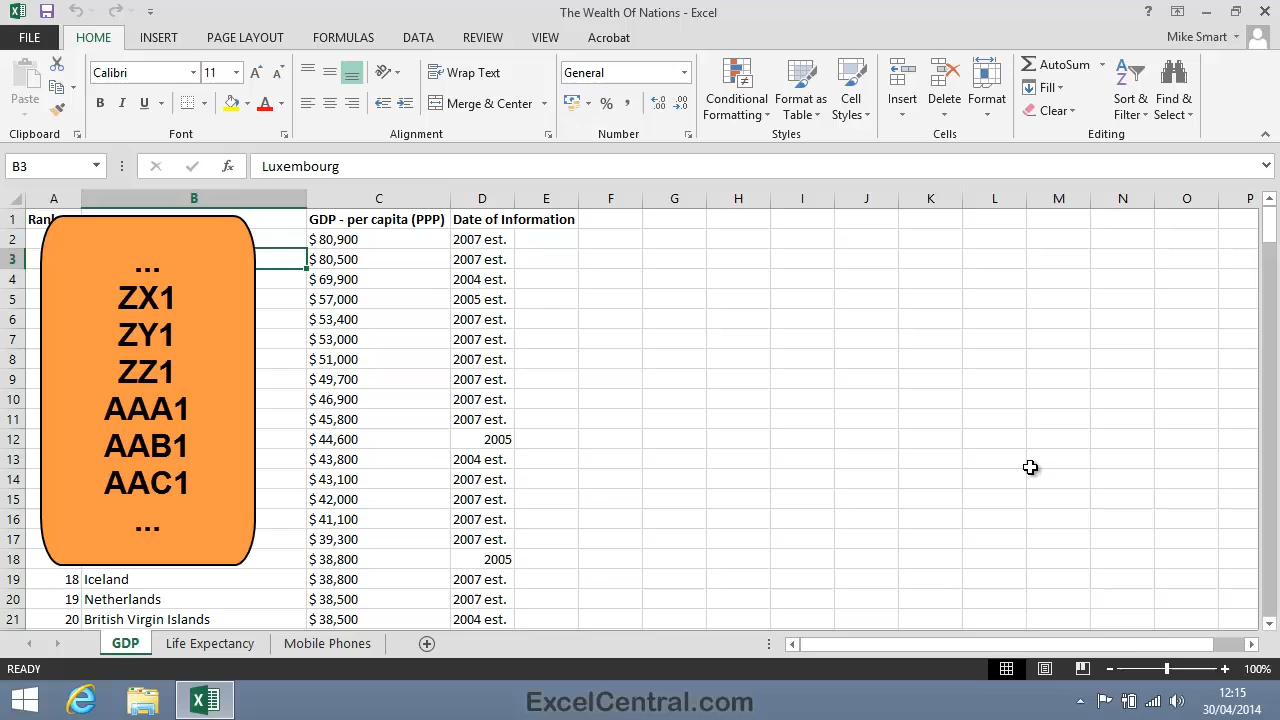 The Wealth Of Nations - Excel
FILE HOME INSERT PAGE LAYOUT FORMULAS DATA REVIEW VIEW Acrobat Mike Smart
Paste
Calibri 11
B I U A
Wrap Text
Merge & Center
General
%
Conditional Formatting
Format as Table
Cell Styles
Insert Delete Format
AutoSum
Fill
Clear
Sort & Filter
Find & Select
Clipboard Font Alignment Number Styles Cells Editing
B3 fx Luxembourg
A B C D E F G H I J K L M N O P
1 Rank GDP - per capita (PPP) Date of Information
2 $ 80,900 2007 est.
3 $ 80,500 2007 est.
4 $ 69,900 2004 est.
5 $ 57,000 2005 est.
6 $ 53,400 2007 est.
7 $ 53,000 2007 est.
8 $ 51,000 2007 est.
9 $ 49,700 2007 est.
10 $ 46,900 2007 est.
11 $ 45,800 2007 est.
12 $ 44,600 2005
13 $ 43,800 2004 est.
14 $ 43,100 2007 est.
15 $ 42,000 2007 est.
16 $ 41,100 2007 est.
17 $ 39,300 2007 est.
18 $ 38,800 2005
19 18 Iceland $ 38,800 2007 est.
20 19 Netherlands $ 38,500 2007 est.
21 20 British Virgin Islands $ 38,500 2004 est.
...
ZX1
ZY1
ZZ1
AAA1
AAB1
AAC1
...
GDP Life Expectancy Mobile Phones
READY 100%
ExcelCentral.com
12:15
30/04/2014